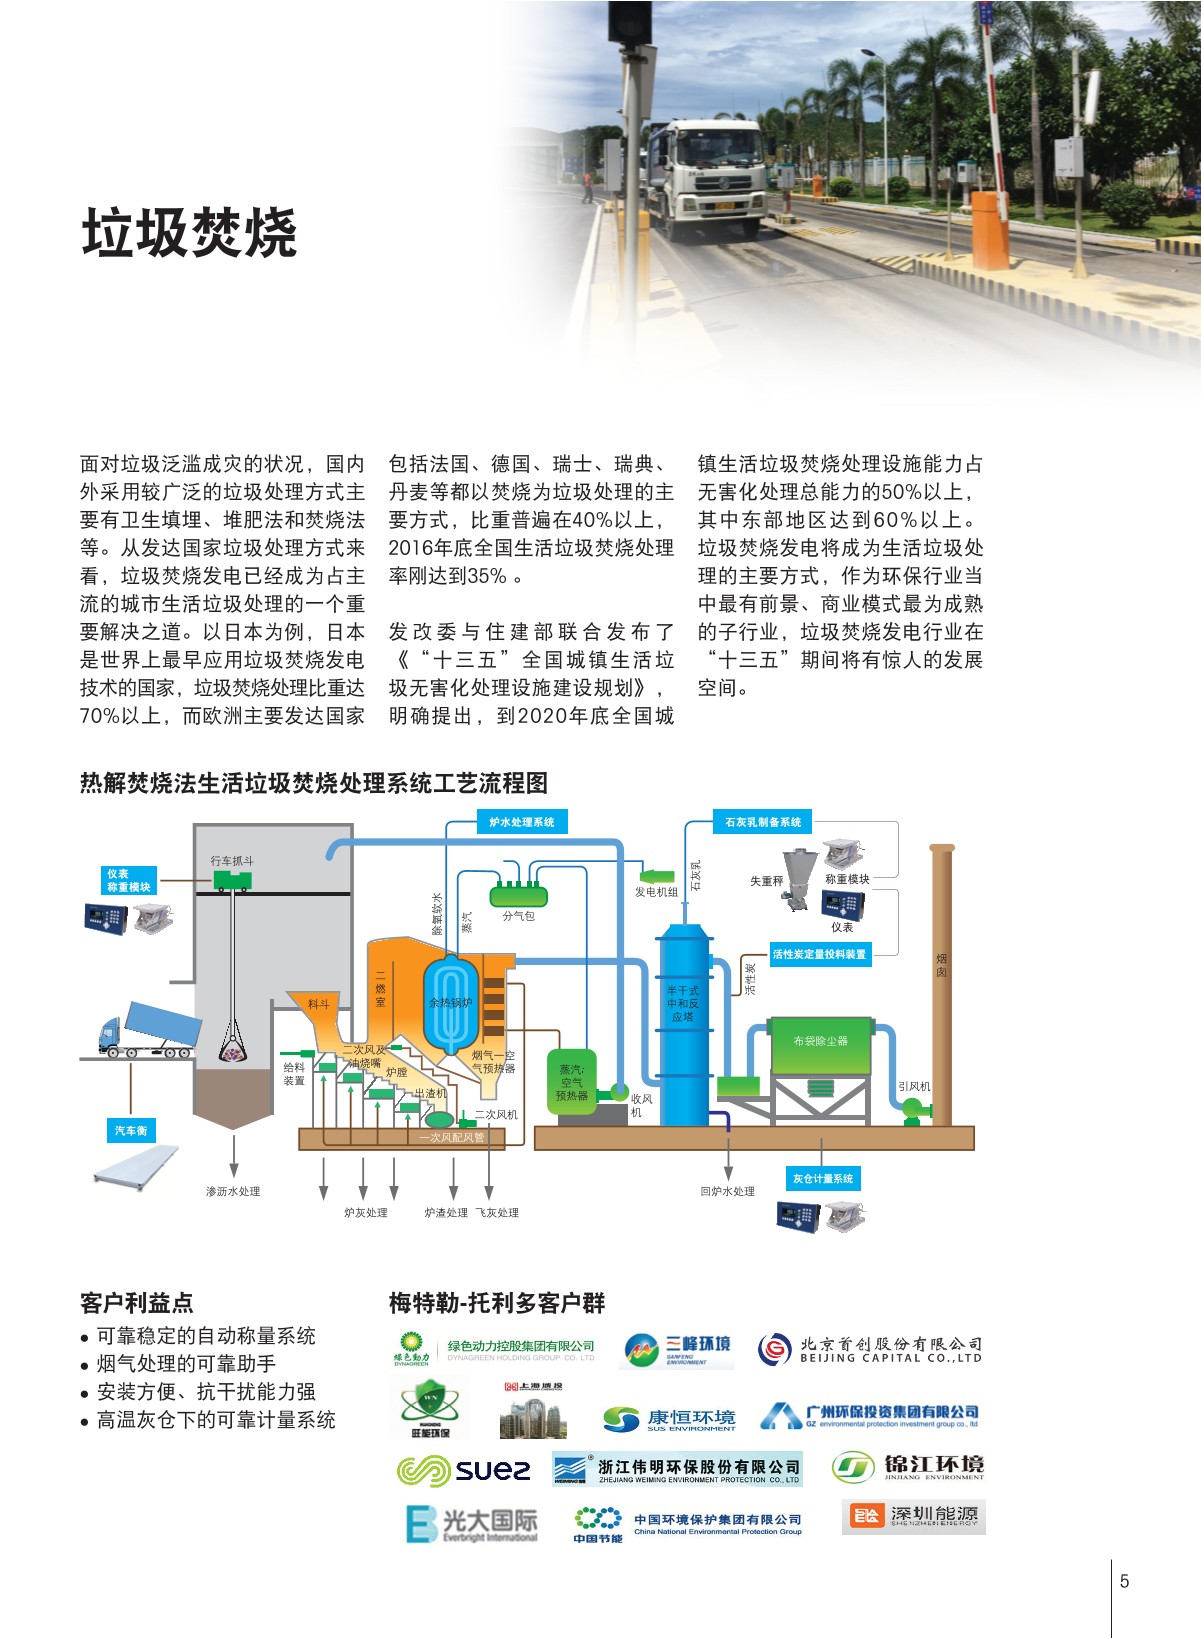 垃圾焚烧
面对垃圾泛滥成灾的状况，国内
外采用较广泛的垃圾处理方式主
要有卫生填埋、堆肥法和焚烧法
等。从发达国家垃圾处理方式来
看，垃圾焚烧发电已经成为占主
流的城市生活垃圾处理的一个重
要解决之道。以日本为例，日本
是世界上最早应用垃圾焚烧发电
技术的国家，垃圾焚烧处理比重达
70%以上，而欧洲主要发达国家
包括法国、德国、瑞士、瑞典、
丹麦等都以焚烧为垃圾处理的主
要方式，比重普遍在40%以上，
2016年底全国生活垃圾焚烧处理
率刚达到35% 。
发改委与住建部联合发布了
《“十三五”全国城镇生活垃
圾无害化处理设施建设规划》，
明确提出，到2020年底全国城
镇生活垃圾焚烧处理设施能力占
无害化处理总能力的50%以上，
其中东部地区达到60%以上。
垃圾焚烧发电将成为生活垃圾处
理的主要方式，作为环保行业当
中最有前景、商业模式最为成熟
的子行业，垃圾焚烧发电行业在
“十三五”期间将有惊人的发展
空间。
热解焚烧法生活垃圾焚烧处理系统工艺流程图
炉水处理系统
石灰乳制备系统
行车抓斗
仪表
称重模块
除氧软水
蒸汽
分气包
发电机组
石灰乳
失重秤
称重模块
仪表
活性炭定量投料装置
活性炭
烟囱
二燃室
料斗
余热锅炉
半干式
中和反
应塔
布袋除尘器
二次风及
油烧嘴
烟气—空
气预热器
给料
装置
炉膛
出渣机
蒸汽:
空气
预热器
收风
机
引风机
二次风机
一次风配风管
汽车衡
渗沥水处理
炉灰处理
炉渣处理
飞灰处理
回炉水处理
灰仓计量系统
客户利益点
● 可靠稳定的自动称量系统
● 烟气处理的可靠助手
● 安装方便、抗干扰能力强
● 高温灰仓下的可靠计量系统
梅特勒-托利多客户群
绿色動力
DYNAGREEN
绿色动力控股集团有限公司
DYNAGREEN HOLDING GROUP CO. LTD
三峰环境
SANFENG
ENVIRONMENT
北京首创股份有限公司
BEIJING CAPITAL CO.,LTD
旺能环保
上海城投
康恒环境
SUS ENVIRONMENT
广州环保投资集团有限公司
GZ environmental protection investment group co., ltd
suez
浙江伟明环保股份有限公司
ZHEJIANG WEIMING ENVIRONMENT PROTECTION CO., LTD
锦江环境
JINJIANG ENVIRONMENT
光大国际
Everbright International
中国节能
中国环境保护集团有限公司
China National Environmental Protection Group
深圳能源
SHENZHEN ENERGY
5